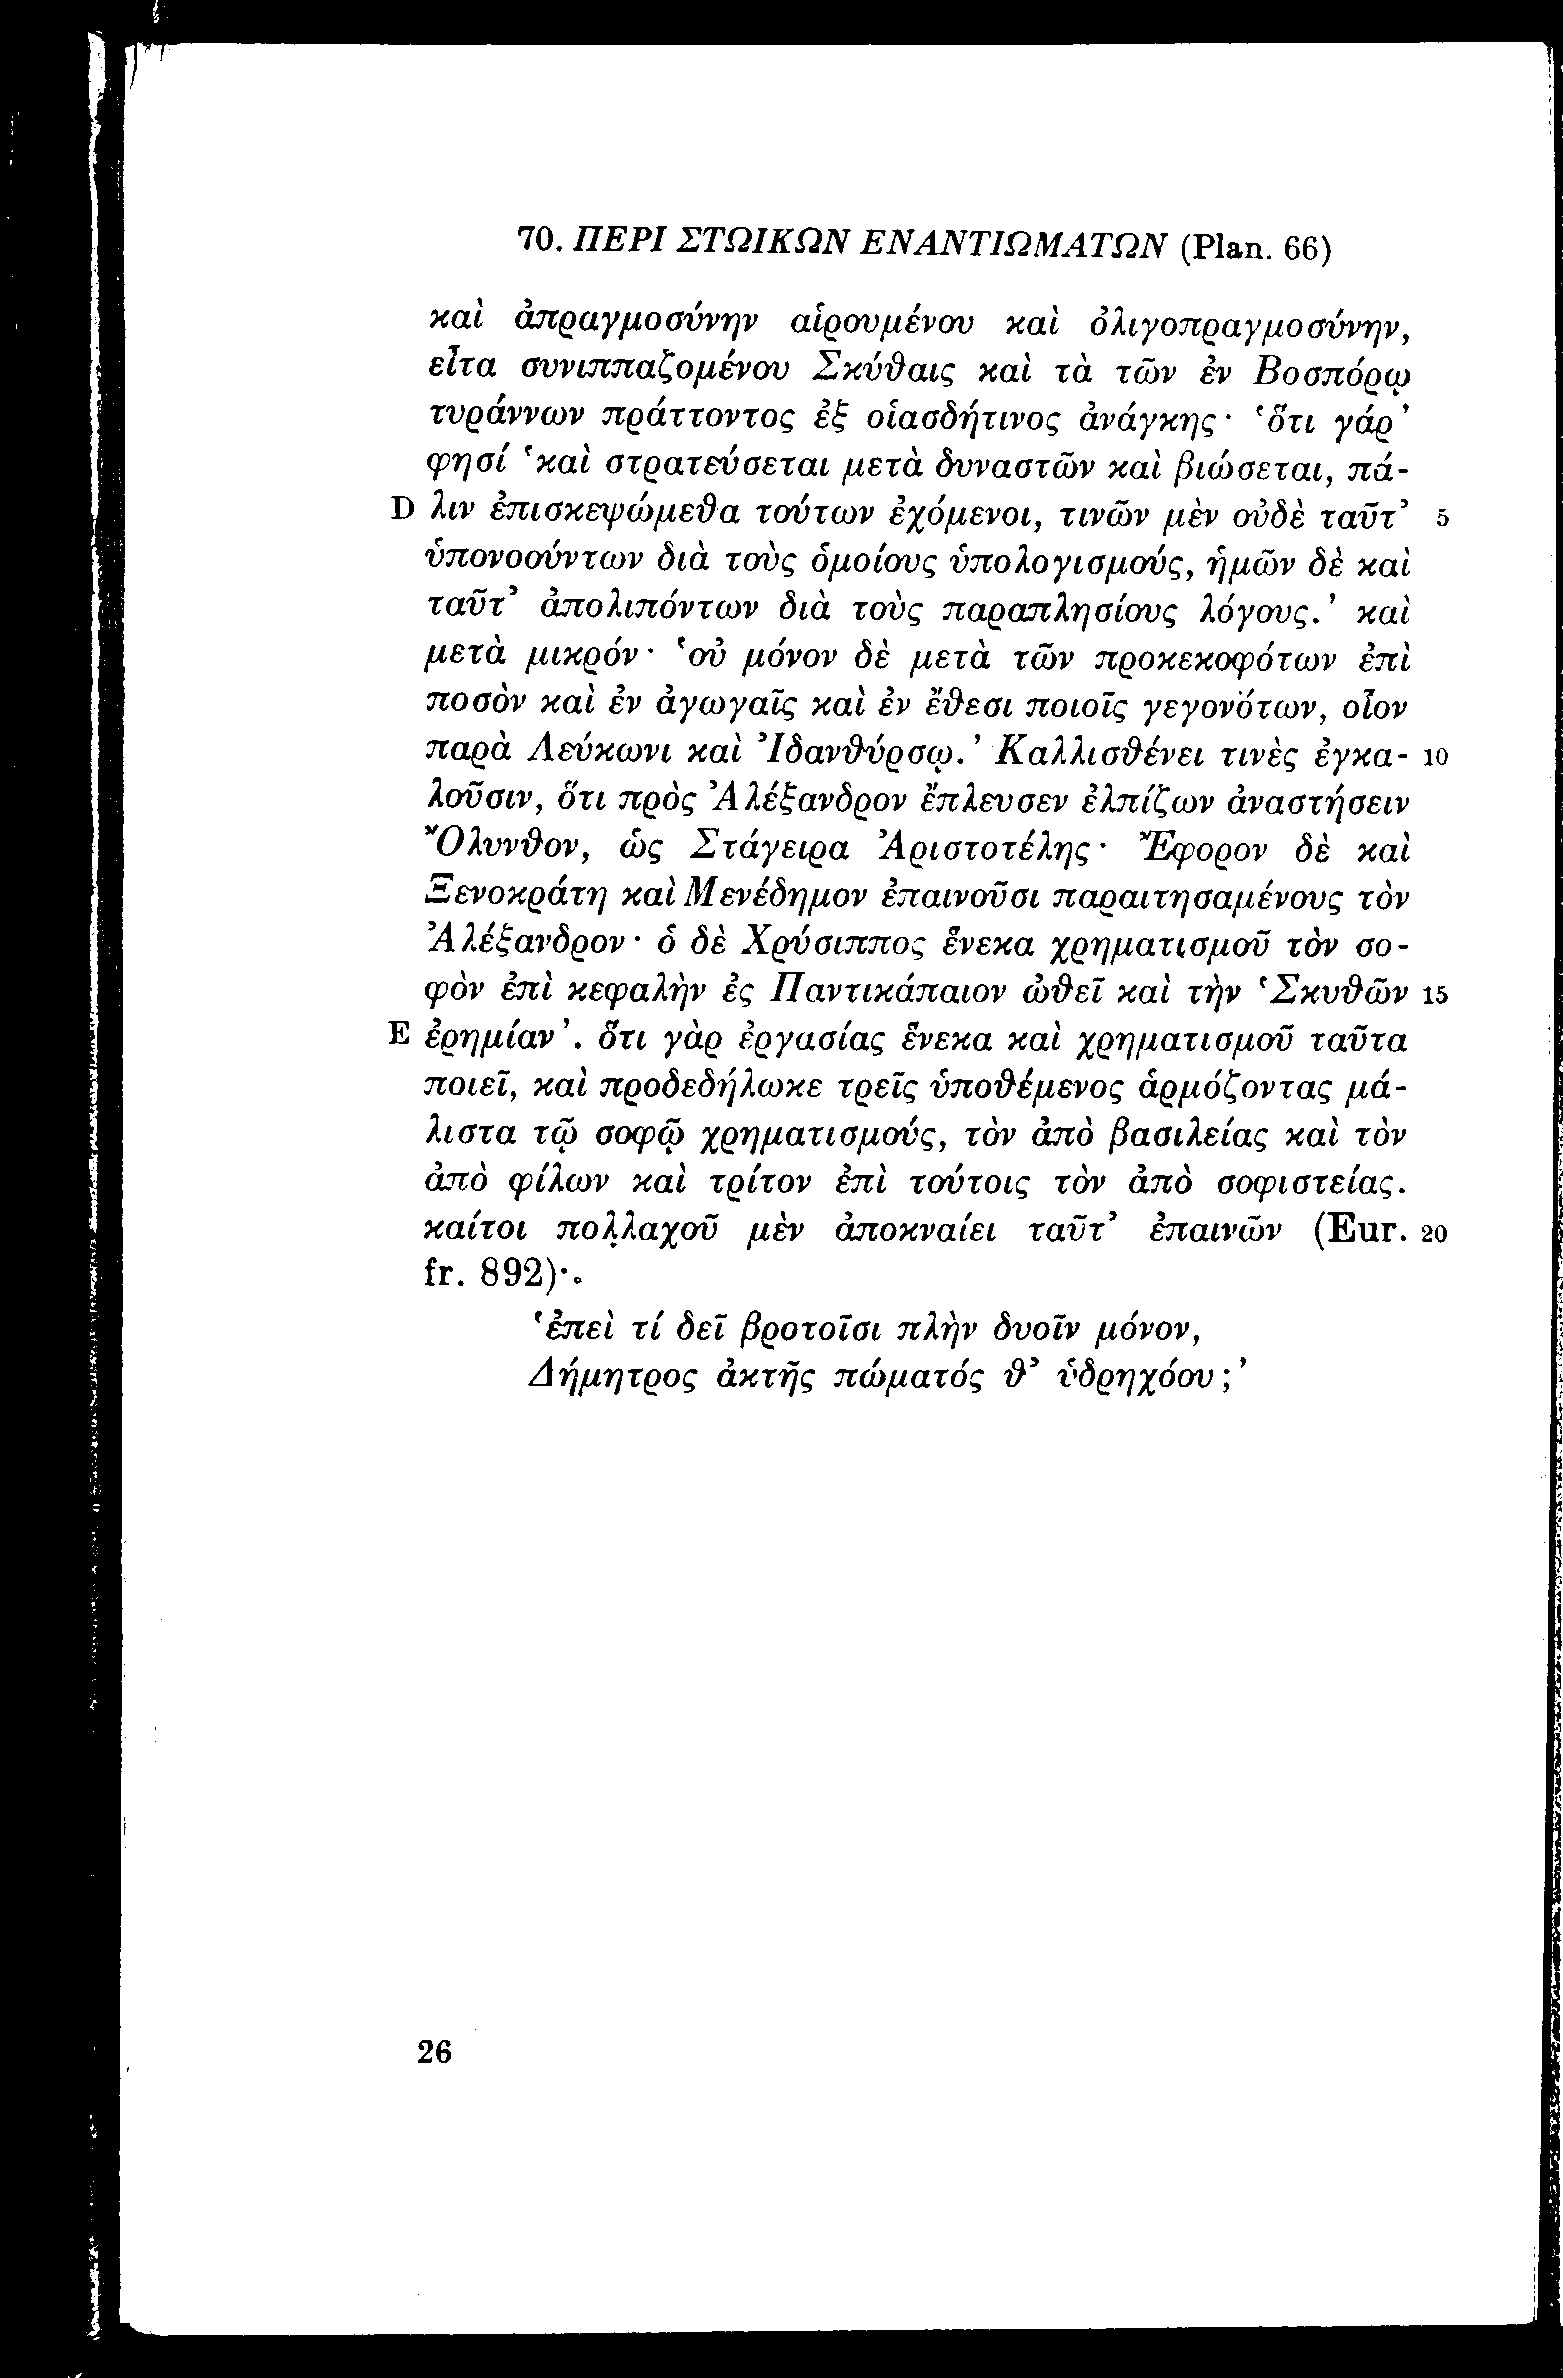 70. ΠΕΡΙ ΣΤΩΙΚΩΝ ΕΝΑΝΤΙΩΜΑΤΩΝ (Plan. 66)
καὶ ἀπραγμοσύνην αἱρουμένου καὶ ὀλιγοπραγμοσύνην,
εἶτα συνιππαζομένου Σκύθαις καὶ τὰ τῶν ἐν Βοσπόρῳ
τυράννων πράττοντος ἐξ οἱασδήτινος ἀνάγκης· ‘ὅτι γάρ’
φησί ‘καὶ στρατεύσεται μετὰ δυναστῶν καὶ βιώσεται, πά-
D λιν ἐπισκεψώμεθα τούτων ἐχόμενοι, τινῶν μὲν οὐδὲ ταῦτ’ 5
ὑπονοούντων διὰ τοὺς ὁμοίους ὑπολογισμούς, ἡμῶν δὲ καὶ
ταῦτ’ ἀπολιπόντων διὰ τοὺς παραπλησίους λόγους.’ καὶ
μετὰ μικρόν· ‘οὐ μόνον δὲ μετὰ τῶν προκεκοφότων ἐπὶ
ποσὸν καὶ ἐν ἀγωγαῖς καὶ ἐν ἔθεσι ποιοῖς γεγονότων, οἷον
παρὰ Λεύκωνι καὶ Ἰδανθύρσῳ.’ Καλλισθένει τινὲς ἐγκα- 10
λοῦσιν, ὅτι πρὸς Ἀλέξανδρον ἔπλευσεν ἐλπίζων ἀναστήσειν
Ὄλυνθον, ὡς Στάγειρα Ἀριστοτέλης· Ἔφορον δὲ καὶ
Ξενοκράτη καὶ Μενέδημον ἐπαινοῦσι παραιτησαμένους τὸν
Ἀλέξανδρον· ὁ δὲ Χρύσιππος ἕνεκα χρηματισμοῦ τὸν σο-
φὸν ἐπὶ κεφαλὴν ἐς Παντικάπαιον ὠθεῖ καὶ τὴν ‘Σκυθῶν 15
E ἐρημίαν’. ὅτι γὰρ ἐργασίας ἕνεκα καὶ χρηματισμοῦ ταῦτα
ποιεῖ, καὶ προδεδήλωκε τρεῖς ὑποθέμενος ἁρμόζοντας μά-
λιστα τῷ σοφῷ χρηματισμούς, τὸν ἀπὸ βασιλείας καὶ τὸν
ἀπὸ φίλων καὶ τρίτον ἐπὶ τούτοις τὸν ἀπὸ σοφιστείας.
καίτοι πολλαχοῦ μὲν ἀποκναίει ταῦτ’ ἐπαινῶν (Eur. 20
fr. 892)·
‘ἐπεὶ τί δεῖ βροτοῖσι πλὴν δυοῖν μόνον,
Δήμητρος ἀκτῆς πώματός θ’ ὑδρηχόου;’
26